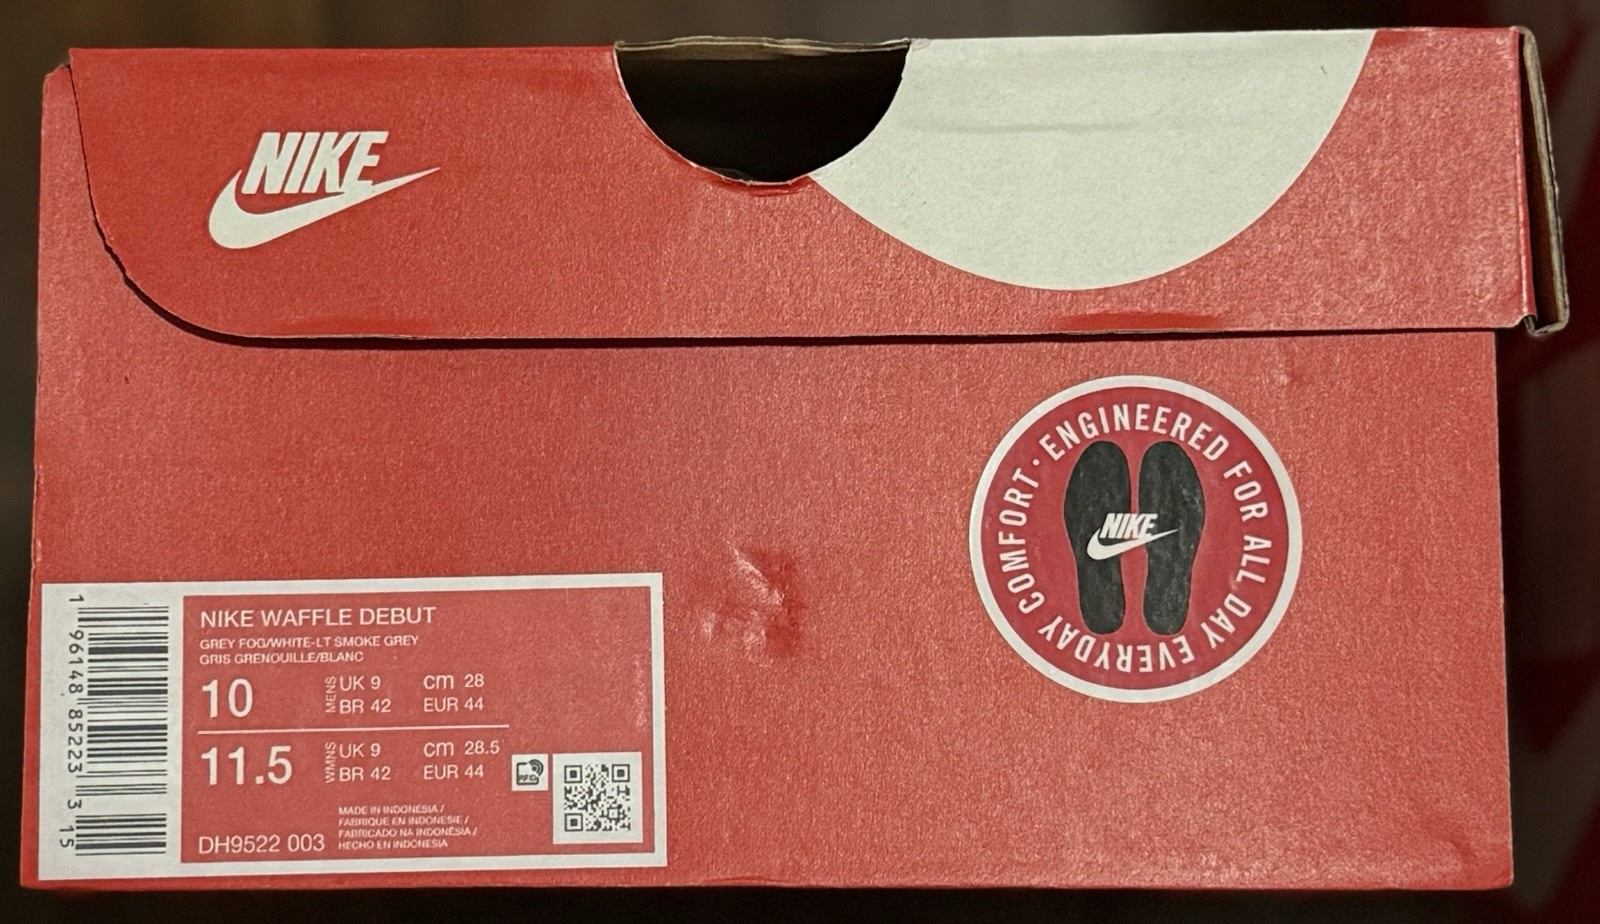 NIKE
ENGINEERED FOR ALL DAY EVERYDAY COMFORT ·
NIKE
1 96148 85223 3 15
NIKE WAFFLE DEBUT
GREY FOG/WHITE-LT SMOKE GREY
GRIS GRENOUILLE/BLANC
10 MENS UK 9 cm 28
BR 42 EUR 44
11.5 WMNS UK 9 cm 28.5
BR 42 EUR 44
RFID
MADE IN INDONESIA /
FABRIQUE EN INDONESIE /
FABRICADO NA INDONÉSIA /
HECHO EN INDONESIA
DH9522 003